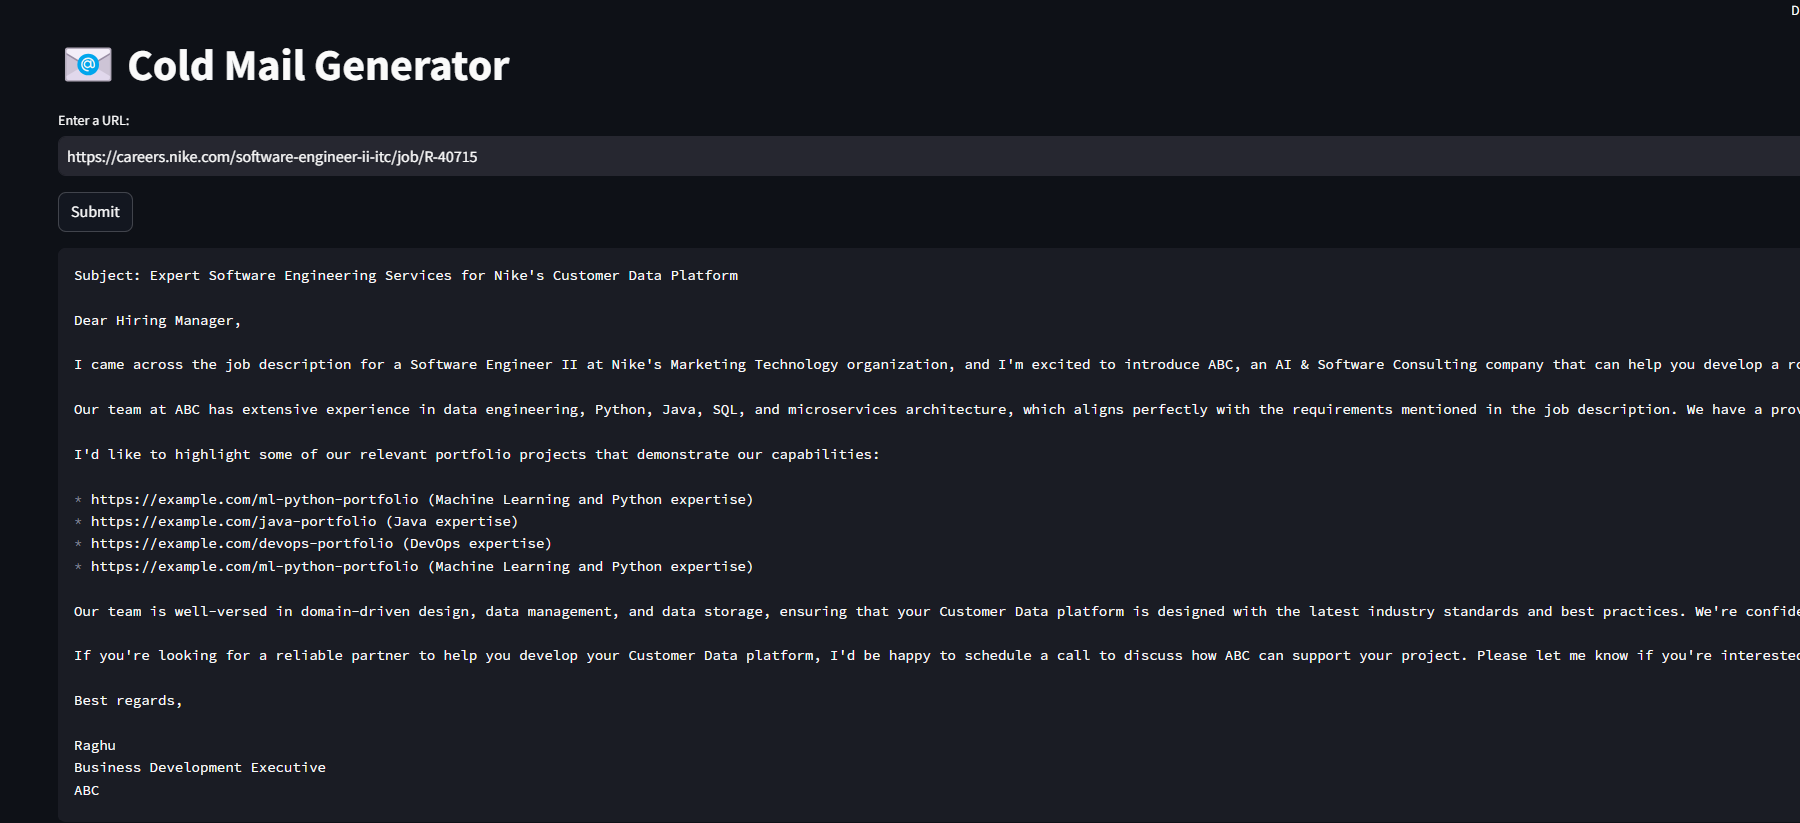 D
Cold Mail Generator
Enter a URL:
https://careers.nike.com/software-engineer-ii-itc/job/R-40715
Submit
Subject: Expert Software Engineering Services for Nike's Customer Data Platform
Dear Hiring Manager,
I came across the job description for a Software Engineer II at Nike's Marketing Technology organization, and I'm excited to introduce ABC, an AI & Software Consulting company that can help you develop a
Our team at ABC has extensive experience in data engineering, Python, Java, SQL, and microservices architecture, which aligns perfectly with the requirements mentioned in the job description. We have a
I'd like to highlight some of our relevant portfolio projects that demonstrate our capabilities:
* https://example.com/ml-python-portfolio (Machine Learning and Python expertise)
* https://example.com/java-portfolio (Java expertise)
* https://example.com/devops-portfolio (DevOps expertise)
* https://example.com/ml-python-portfolio (Machine Learning and Python expertise)
Our team is well-versed in domain-driven design, data management, and data storage, ensuring that your Customer Data platform is designed with the latest industry standards and best practices. We're
If you're looking for a reliable partner to help you develop your Customer Data platform, I'd be happy to schedule a call to discuss how ABC can support your project. Please let me know if you're interested
Best regards,
Raghu
Business Development Executive
ABC